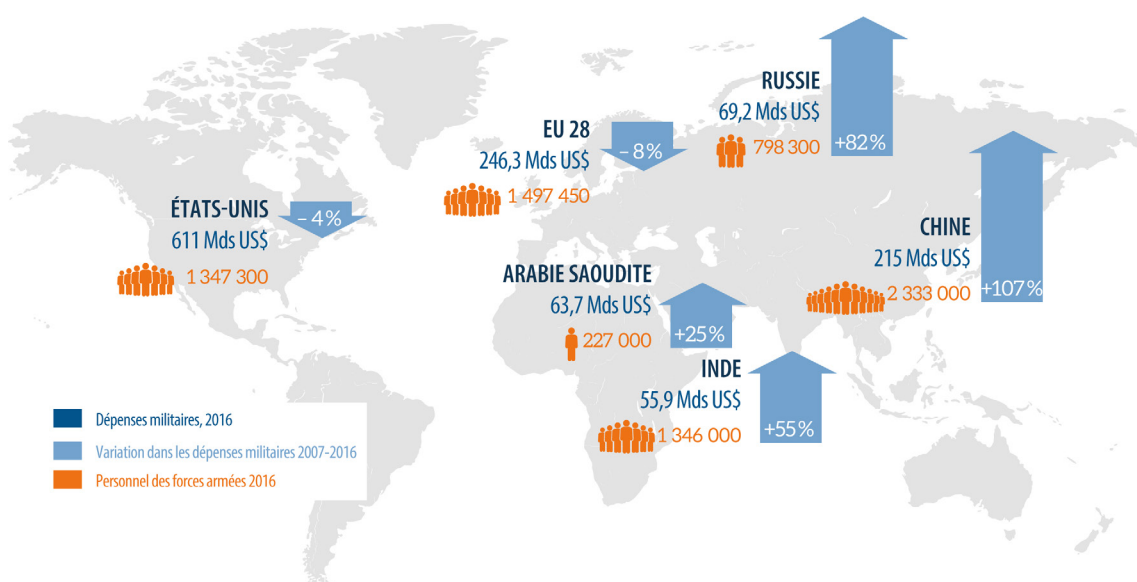 RUSSIE
69,2 Mds US$
798 300
+82%
EU 28
246,3 Mds US$
1 497 450
– 8%
ÉTATS-UNIS
611 Mds US$
1 347 300
– 4%
CHINE
215 Mds US$
2 333 000
+107%
ARABIE SAOUDITE
63,7 Mds US$
227 000
+25%
INDE
55,9 Mds US$
1 346 000
+55%
Dépenses militaires, 2016
Variation dans les dépenses militaires 2007-2016
Personnel des forces armées 2016